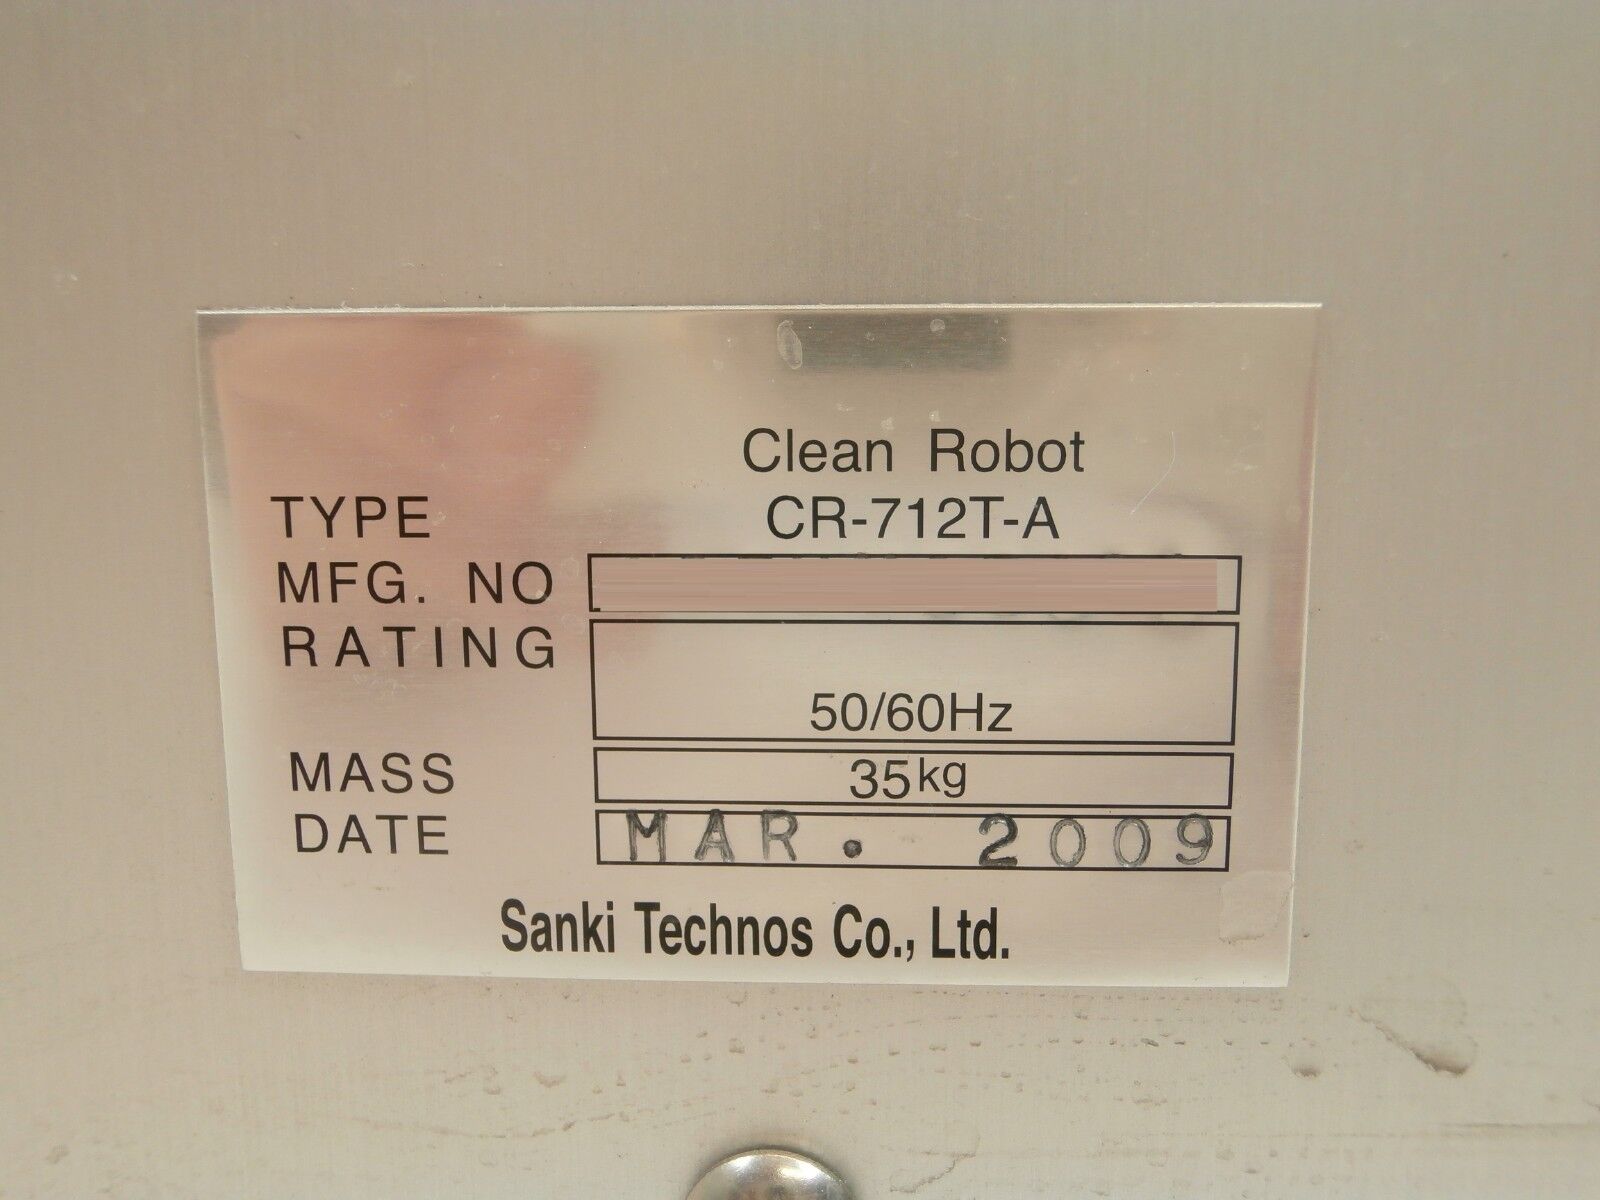 Clean Robot
TYPE CR-712T-A
MFG. NO
RATING
50/60Hz
MASS 35kg
DATE MAR. 2009
Sanki Technos Co., Ltd.